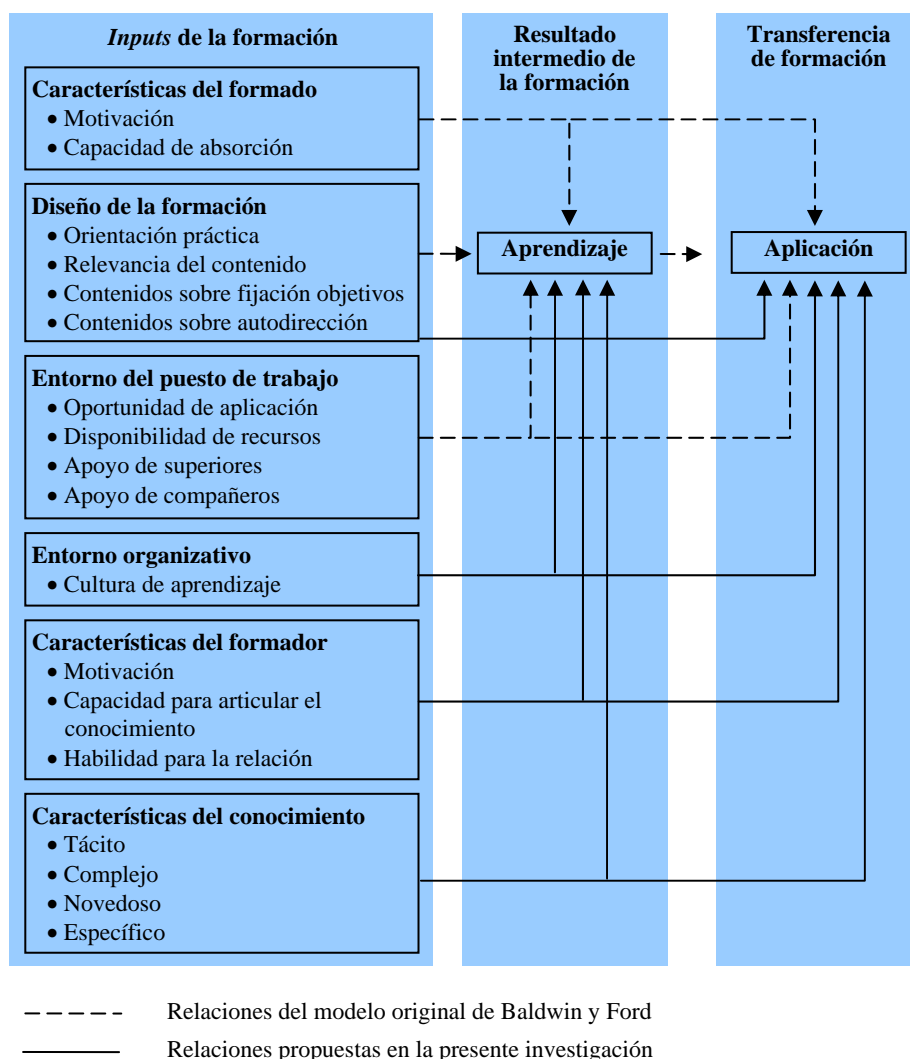 Inputs de la formación
Características del formado
• Motivación
• Capacidad de absorción
Diseño de la formación
• Orientación práctica
• Relevancia del contenido
• Contenidos sobre fijación objetivos
• Contenidos sobre autodirección
Entorno del puesto de trabajo
• Oportunidad de aplicación
• Disponibilidad de recursos
• Apoyo de superiores
• Apoyo de compañeros
Entorno organizativo
• Cultura de aprendizaje
Características del formador
• Motivación
• Capacidad para articular el
conocimiento
• Habilidad para la relación
Características del conocimiento
• Tácito
• Complejo
• Novedoso
• Específico
Resultado
intermedio de
la formación
Aprendizaje
Transferencia
de formación
Aplicación
Relaciones del modelo original de Baldwin y Ford
Relaciones propuestas en la presente investigación